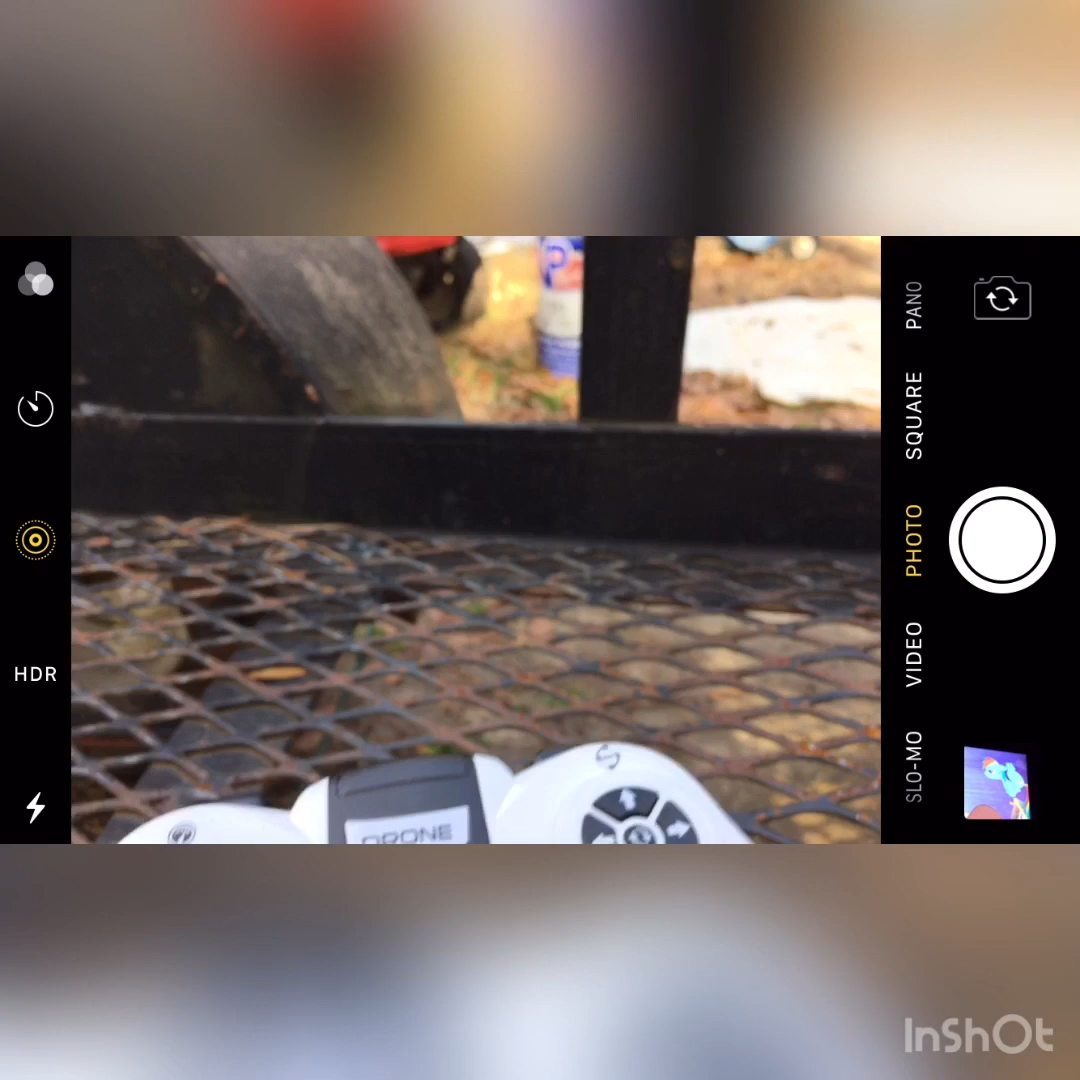 PANO
SQUARE
PHOTO
VIDEO
SLO-MO
HDR
P
DRONE
InShOt